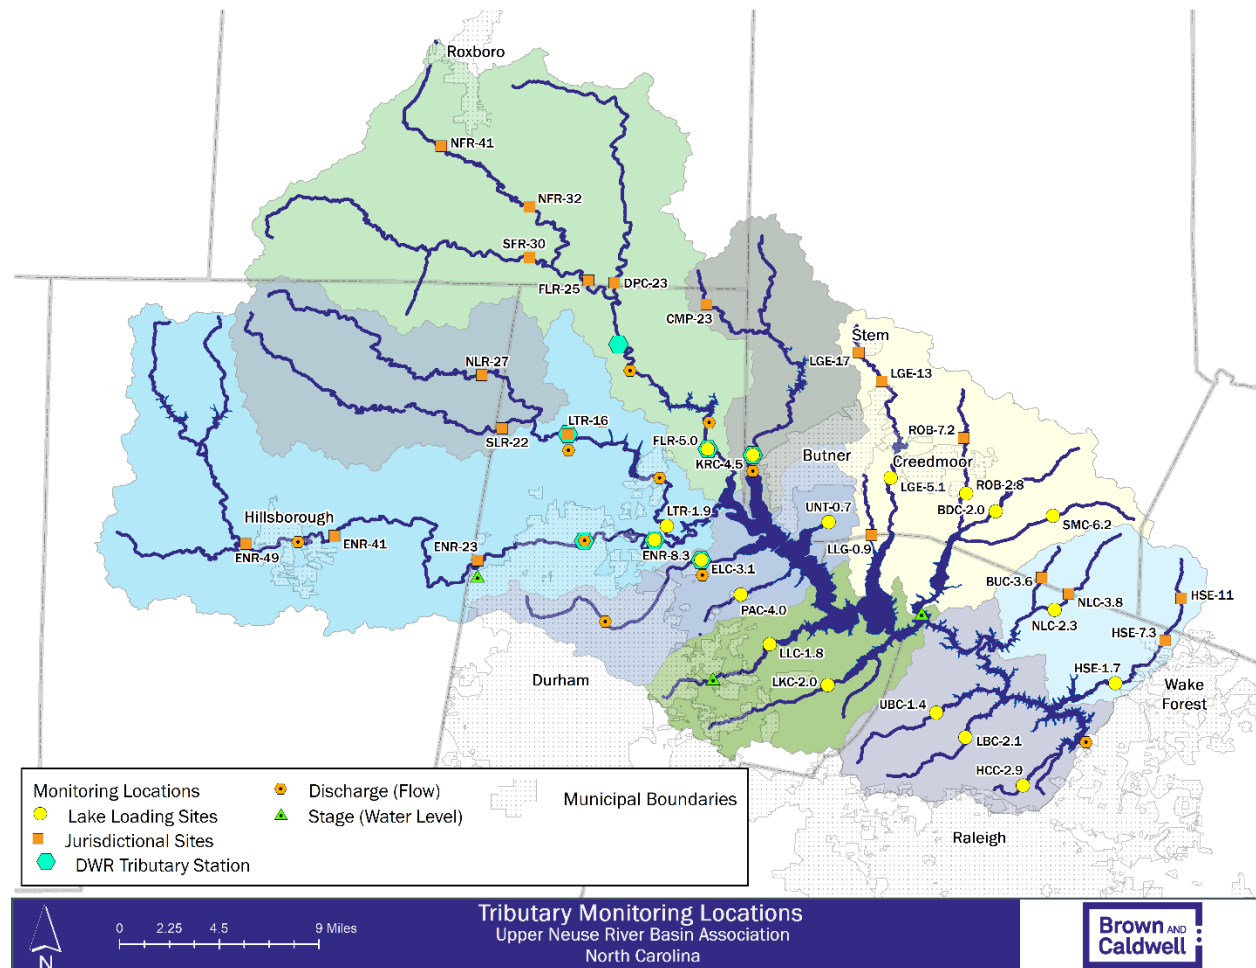 Roxboro
NFR-41
NFR-32
SFR-30
FLR-25
DPC-23
CMP-23
Stem
LGE-17
LGE-13
NLR-27
LTR-16
SLR-22
ROB-7.2
FLR-5.0
KRC-4.5
Butner
Creedmoor
LGE-5.1
ROB-2.8
BDC-2.0
SMC-6.2
UNT-0.7
LTR-1.9
Hillsborough
ENR-49
ENR-41
ENR-23
ENR-8.3
ELC-3.1
LLG-0.9
BUC-3.6
NLC-3.8
HSE-11
PAC-4.0
NLC-2.3
HSE-7.3
LLC-1.8
HSE-1.7
Durham
LKC-2.0
Wake
Forest
UBC-1.4
LBC-2.1
HCC-2.9
Raleigh
Monitoring Locations
Lake Loading Sites
Jurisdictional Sites
DWR Tributary Station
Discharge (Flow)
Stage (Water Level)
Municipal Boundaries
N
0 2.25 4.5 9 Miles
Tributary Monitoring Locations
Upper Neuse River Basin Association
North Carolina
Brown AND
Caldwell